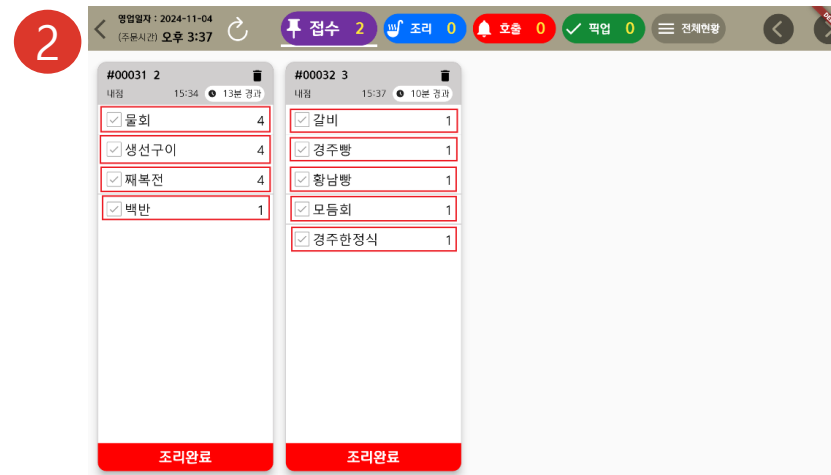 2
영업일자 : 2024-11-04
(주문시간) 오후 3:37
접수 2
조리 0
호출 0
픽업 0
전체현황
#00031 2
내점 15:34 13분 경과
물회 4
생선구이 4
째복전 4
백반 1
조리완료
#00032 3
내점 15:37 10분 경과
갈비 1
경주빵 1
황남빵 1
모듬회 1
경주한정식 1
조리완료